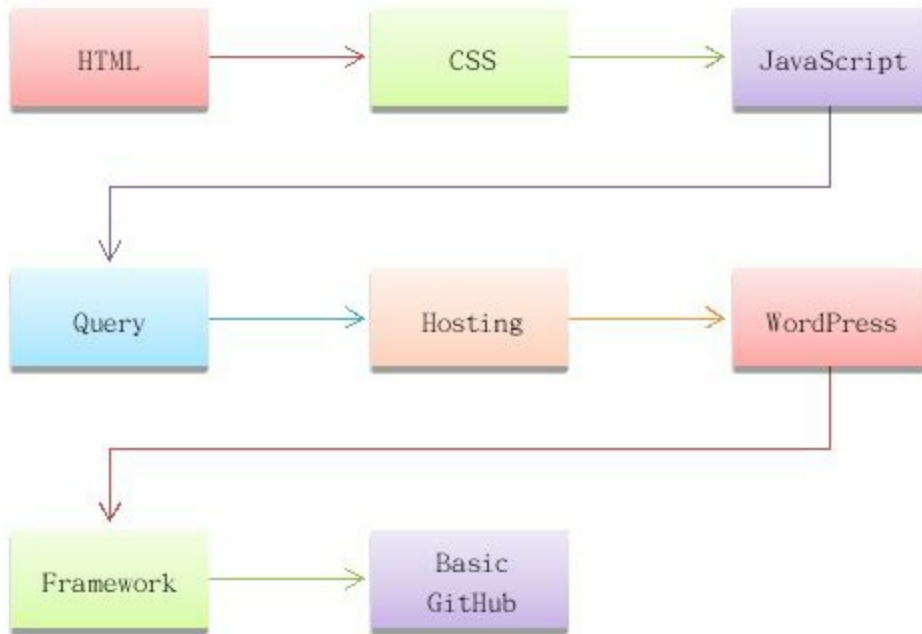 HTML
CSS
JavaScript
Query
Hosting
WordPress
Framework
Basic
GitHub